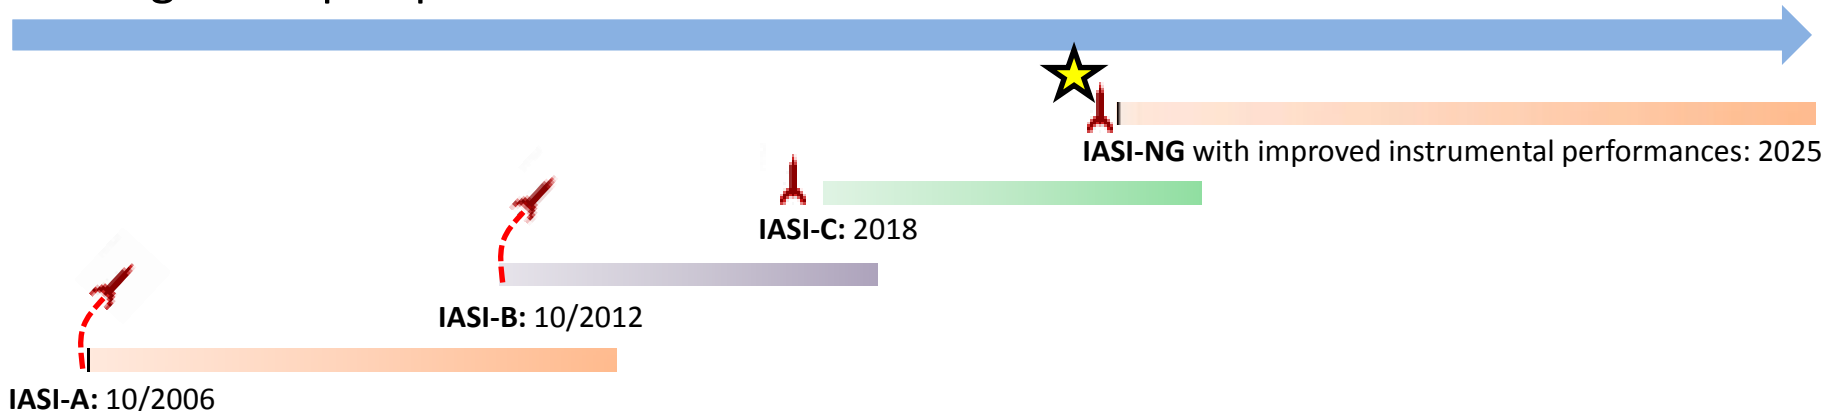 IASI-NG with improved instrumental performances: 2025
IASI-C: 2018
IASI-B: 10/2012
IASI-A: 10/2006